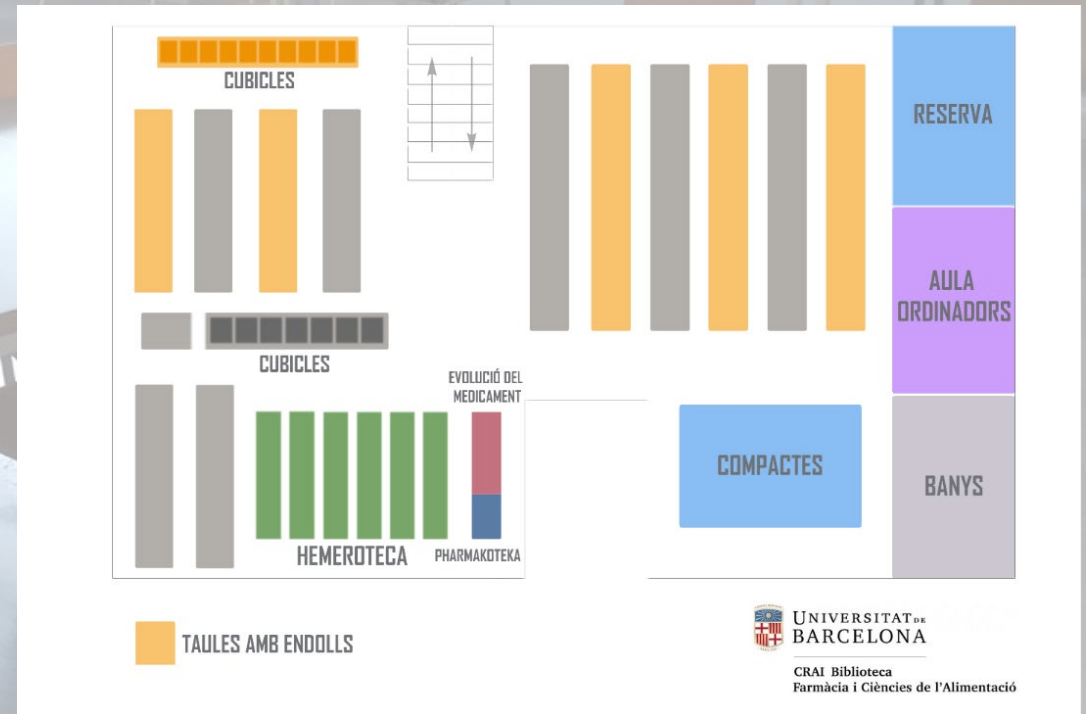 CUBICLES
RESERVA
AULA
ORDINADORS
CUBICLES
EVOLUCIÓ DEL
MEDICAMENT
COMPACTES
BANYS
HEMEROTECA
PHARMAKOTEKA
TAULES AMB ENDOLLS
UNIVERSITAT DE
BARCELONA
CRAI Biblioteca
Farmàcia i Ciències de l'Alimentació